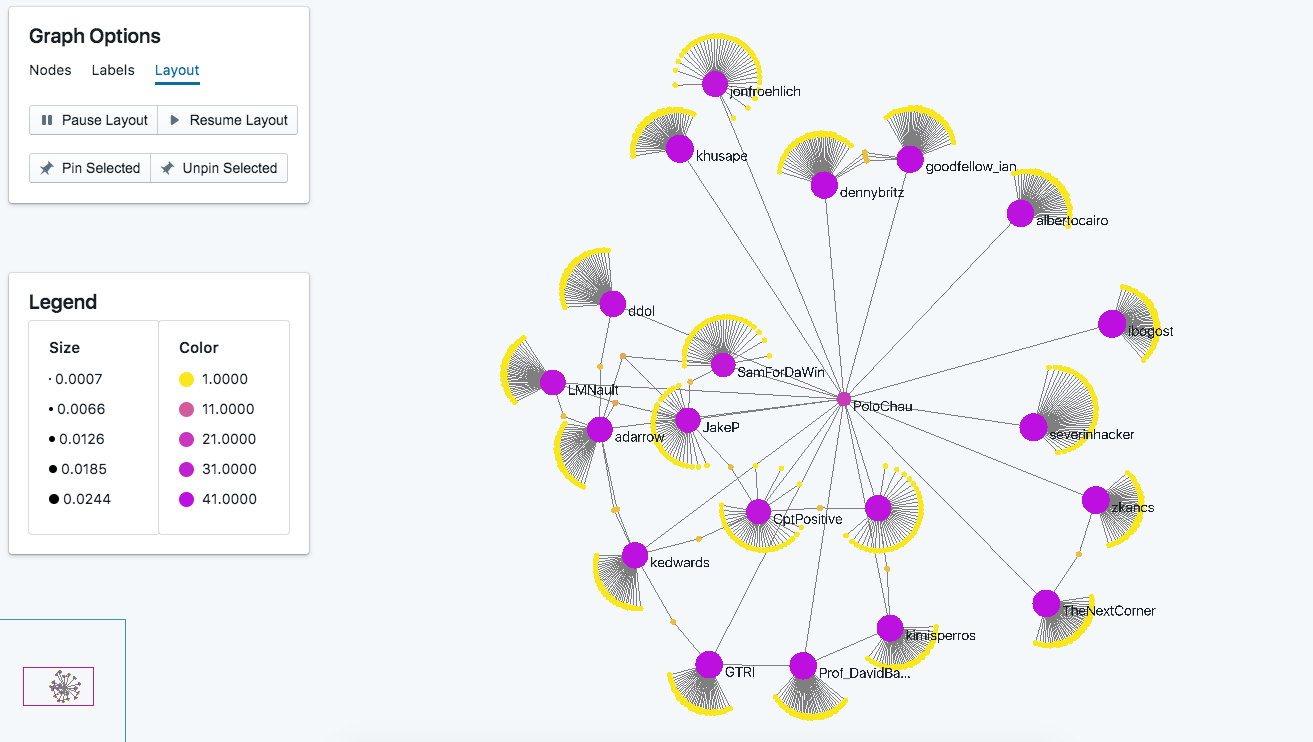 Graph Options
Nodes Labels Layout
Pause Layout Resume Layout
Pin Selected Unpin Selected
Legend
Size Color
0.0007 1.0000
0.0066 11.0000
0.0126 21.0000
0.0185 31.0000
0.0244 41.0000
jonfroehlich
khusape
goodfellow_ian
dennybritz
albertocairo
ddol
ibogost
SamForDaWin
LMNault
PoloChau
JakeP
adarrow
severinhacker
zkancs
CptPositive
kedwards
TheNextCorner
kimisperros
GTRI
Prof_DavidBa...